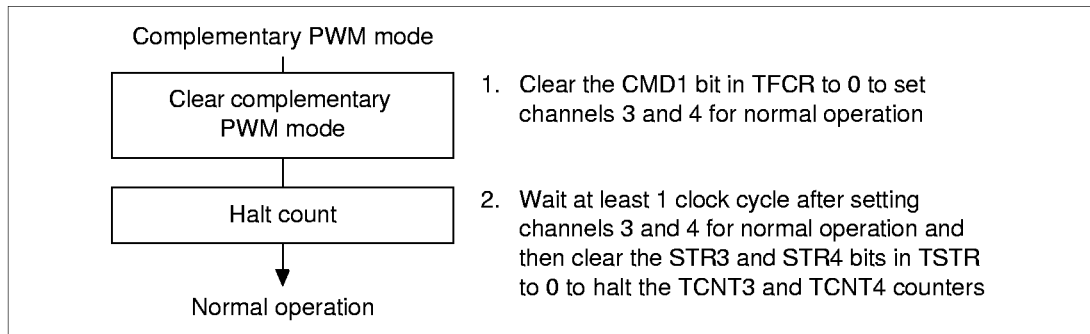 Complementary PWM mode
Clear complementary
PWM mode
1. Clear the CMD1 bit in TFCR to 0 to set
channels 3 and 4 for normal operation
Halt count
2. Wait at least 1 clock cycle after setting
channels 3 and 4 for normal operation and
then clear the STR3 and STR4 bits in TSTR
to 0 to halt the TCNT3 and TCNT4 counters
Normal operation